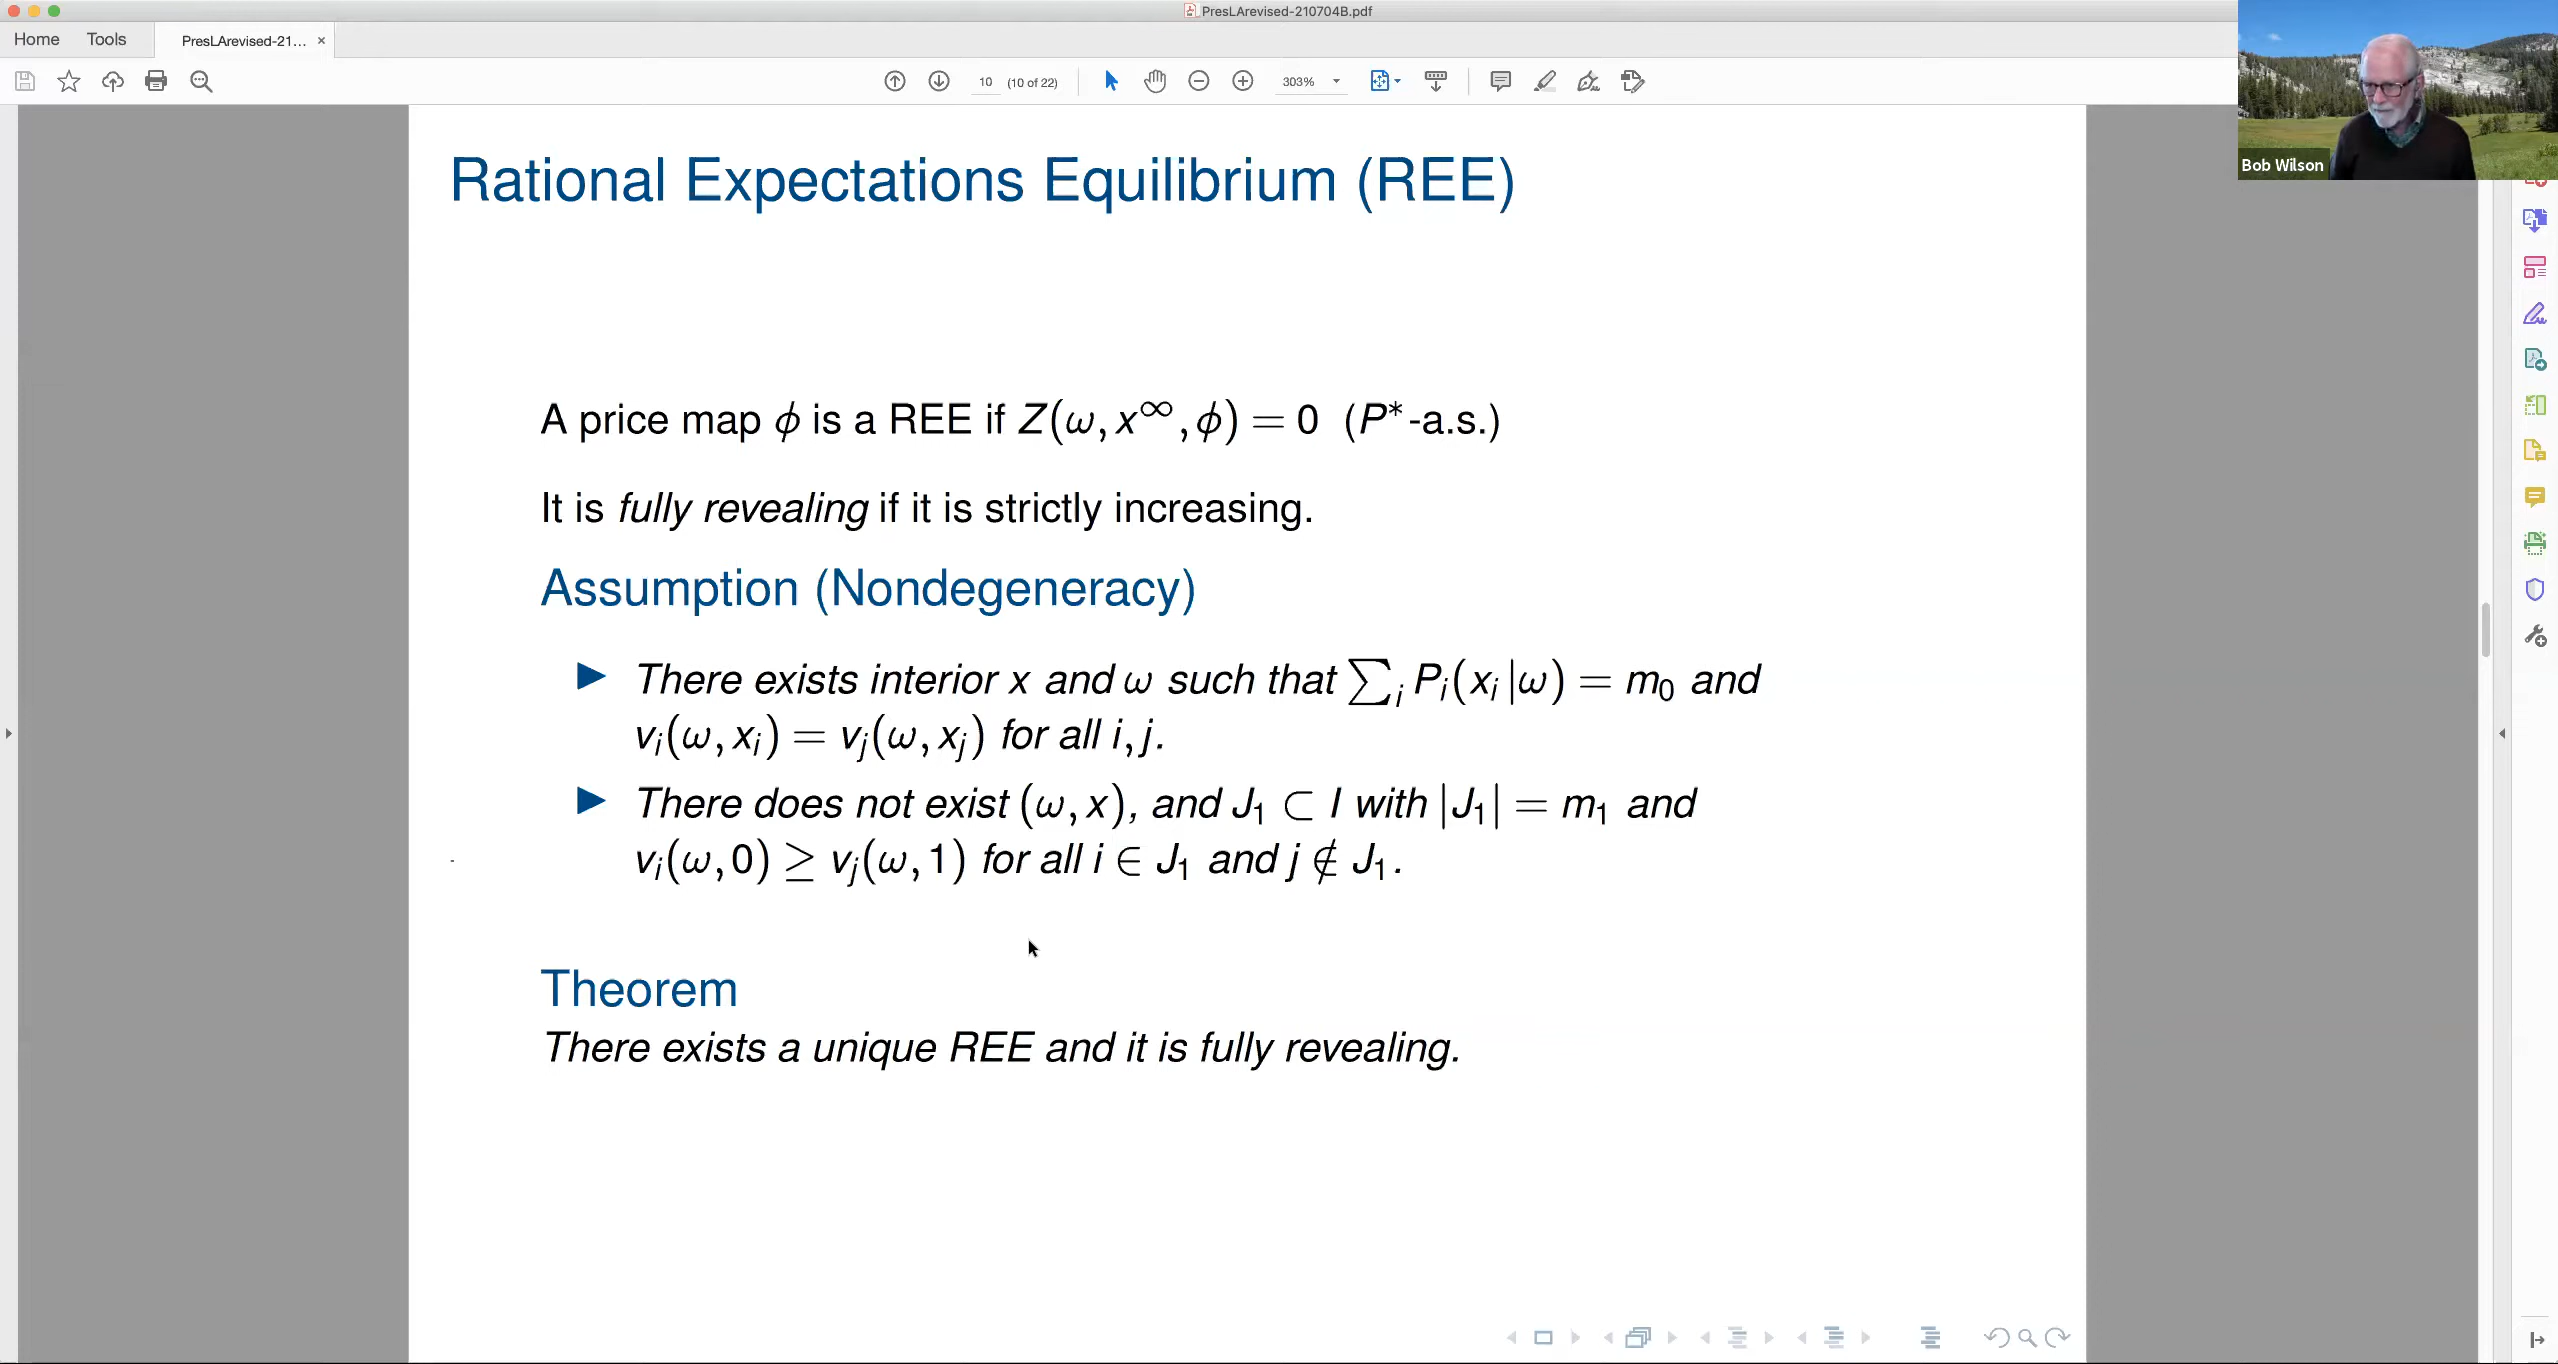 PresLArevised-210704B.pdf
Home Tools PresLArevised-21... ×
10 (10 of 22) 303%
Bob Wilson
Rational Expectations Equilibrium (REE)
A price map ϕ is a REE if Z(ω, x^∞, ϕ) = 0 (P*-a.s.)
It is fully revealing if it is strictly increasing.
Assumption (Nondegeneracy)
▶ There exists interior x and ω such that ∑_i P_i(x_i|ω) = m_0 and
v_i(ω, x_i) = v_j(ω, x_j) for all i, j.
▶ There does not exist (ω, x), and J_1 ⊂ I with |J_1| = m_1 and
v_i(ω, 0) ≥ v_j(ω, 1) for all i ∈ J_1 and j ∉ J_1.
Theorem
There exists a unique REE and it is fully revealing.